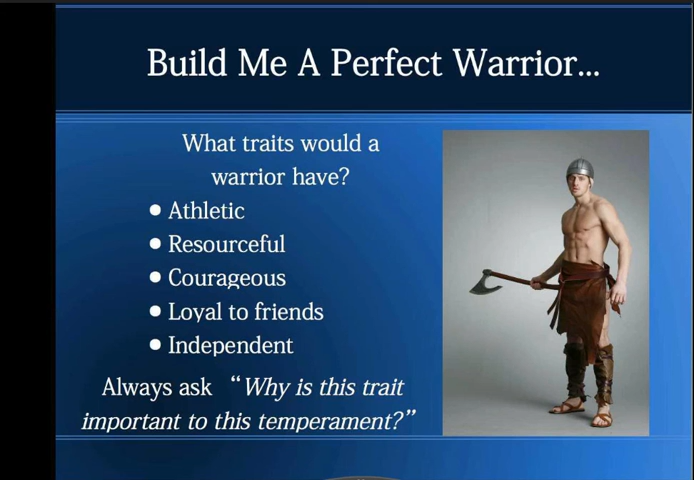 Build Me A Perfect Warrior...
What traits would a
warrior have?
● Athletic
● Resourceful
● Courageous
● Loyal to friends
● Independent
Always ask “Why is this trait
important to this temperament?”